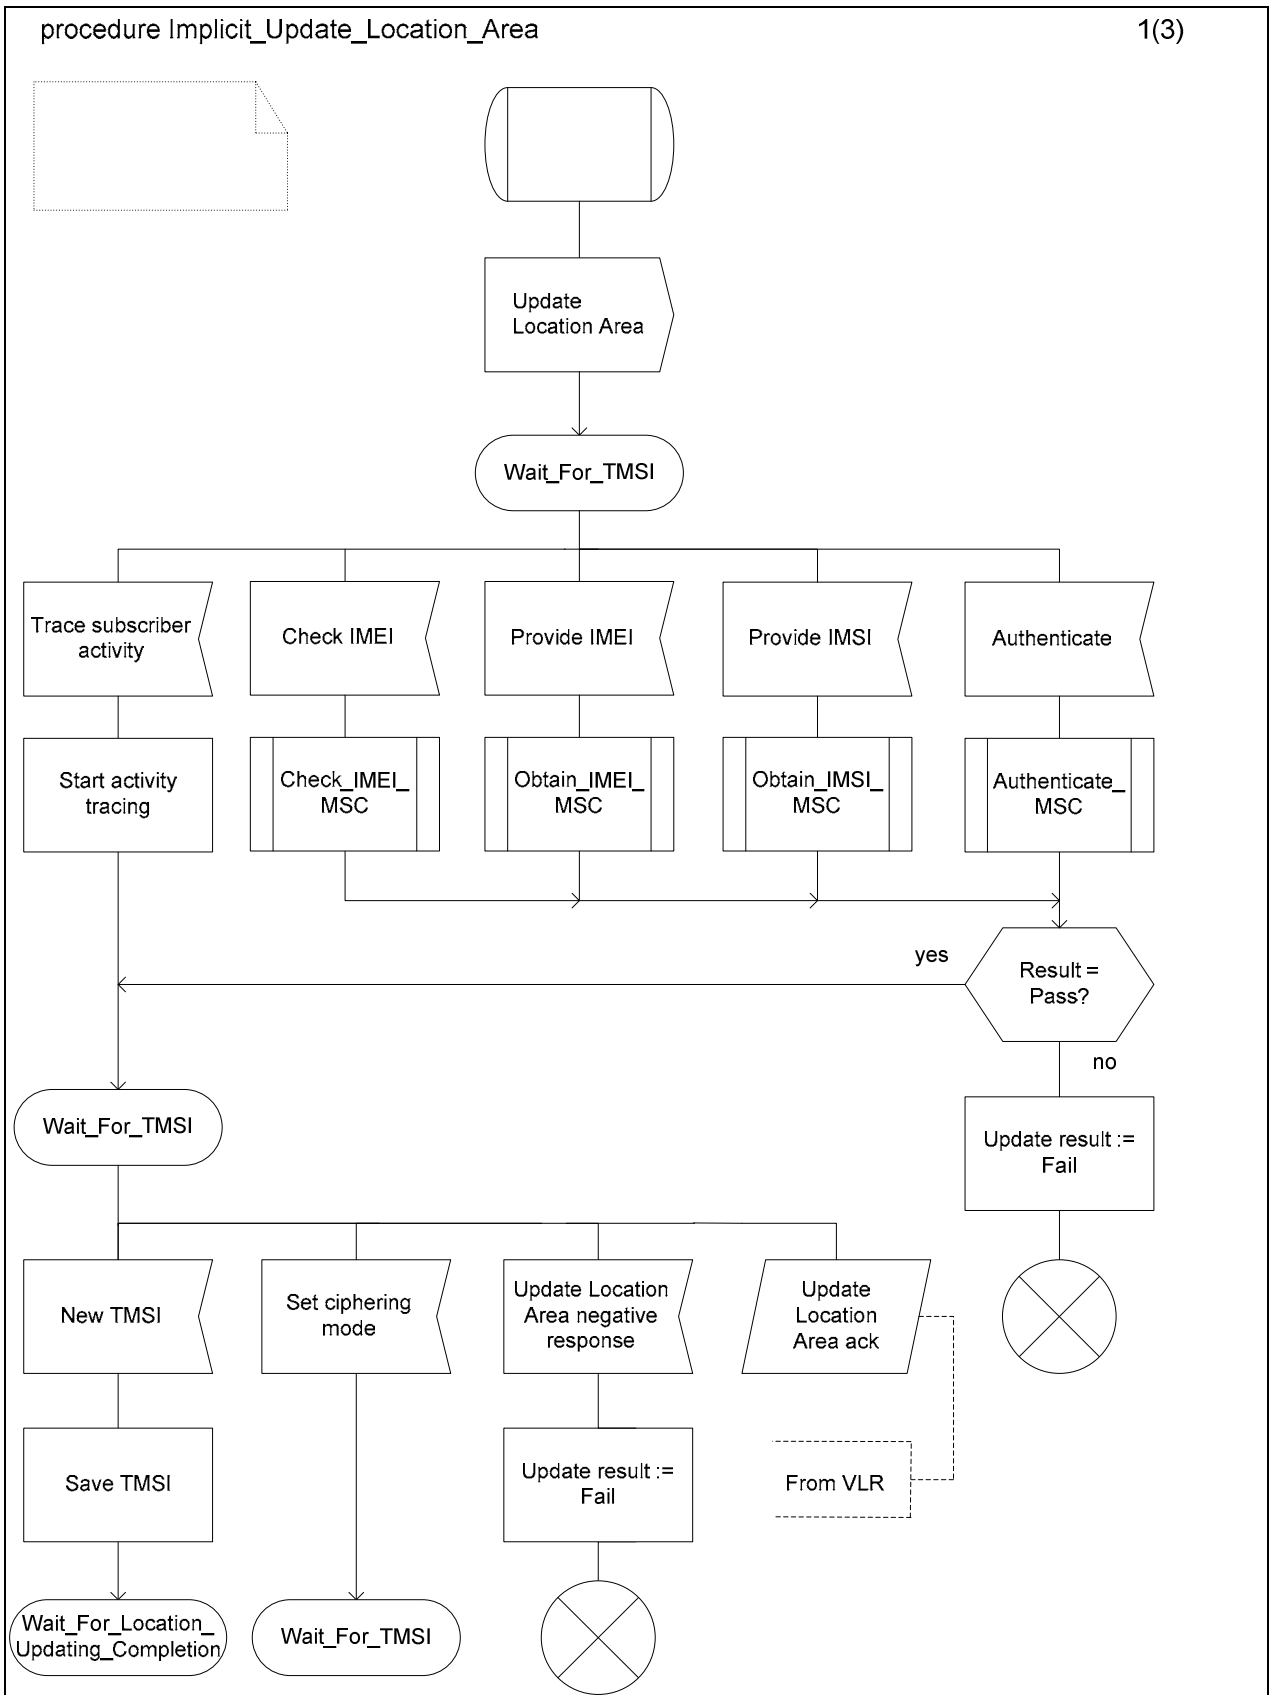 procedure Implicit_Update_Location_Area
1(3)
Update
Location Area
Wait_For_TMSI
Trace subscriber
activity
Check IMEI
Provide IMEI
Provide IMSI
Authenticate
Start activity
tracing
Check_IMEI_
MSC
Obtain_IMEI_
MSC
Obtain_IMSI_
MSC
Authenticate_
MSC
yes
Result =
Pass?
no
Wait_For_TMSI
Update result :=
Fail
New TMSI
Set ciphering
mode
Update Location
Area negative
response
Update
Location
Area ack
Save TMSI
Update result :=
Fail
From VLR
Wait_For_Location_
Updating_Completion
Wait_For_TMSI